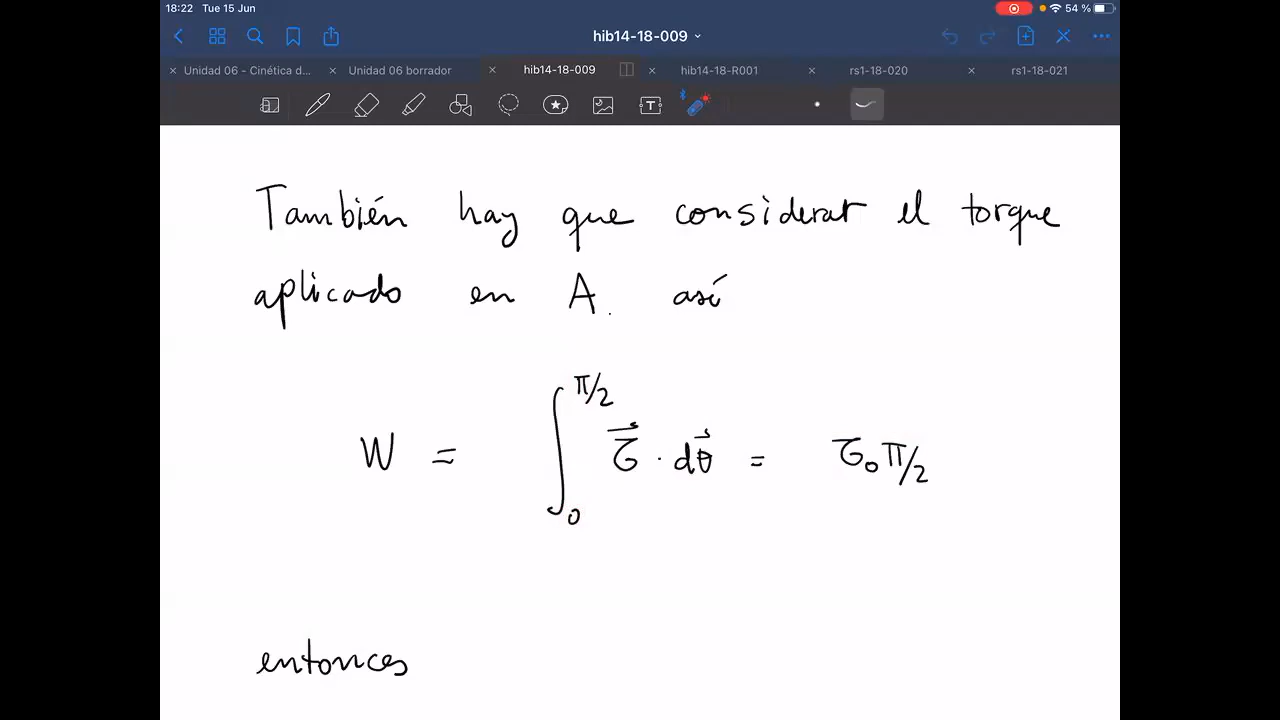 18:22 Tue 15 Jun 54 %
hib14-18-009
Unidad 06 - Cinética d... Unidad 06 borrador hib14-18-009 hib14-18-R001 rs1-18-020 rs1-18-021
También hay que considerar el torque
aplicado en A. así
W = ∫₀^π/2 τ⃗ · dθ⃗ = τ₀ π/2
entonces